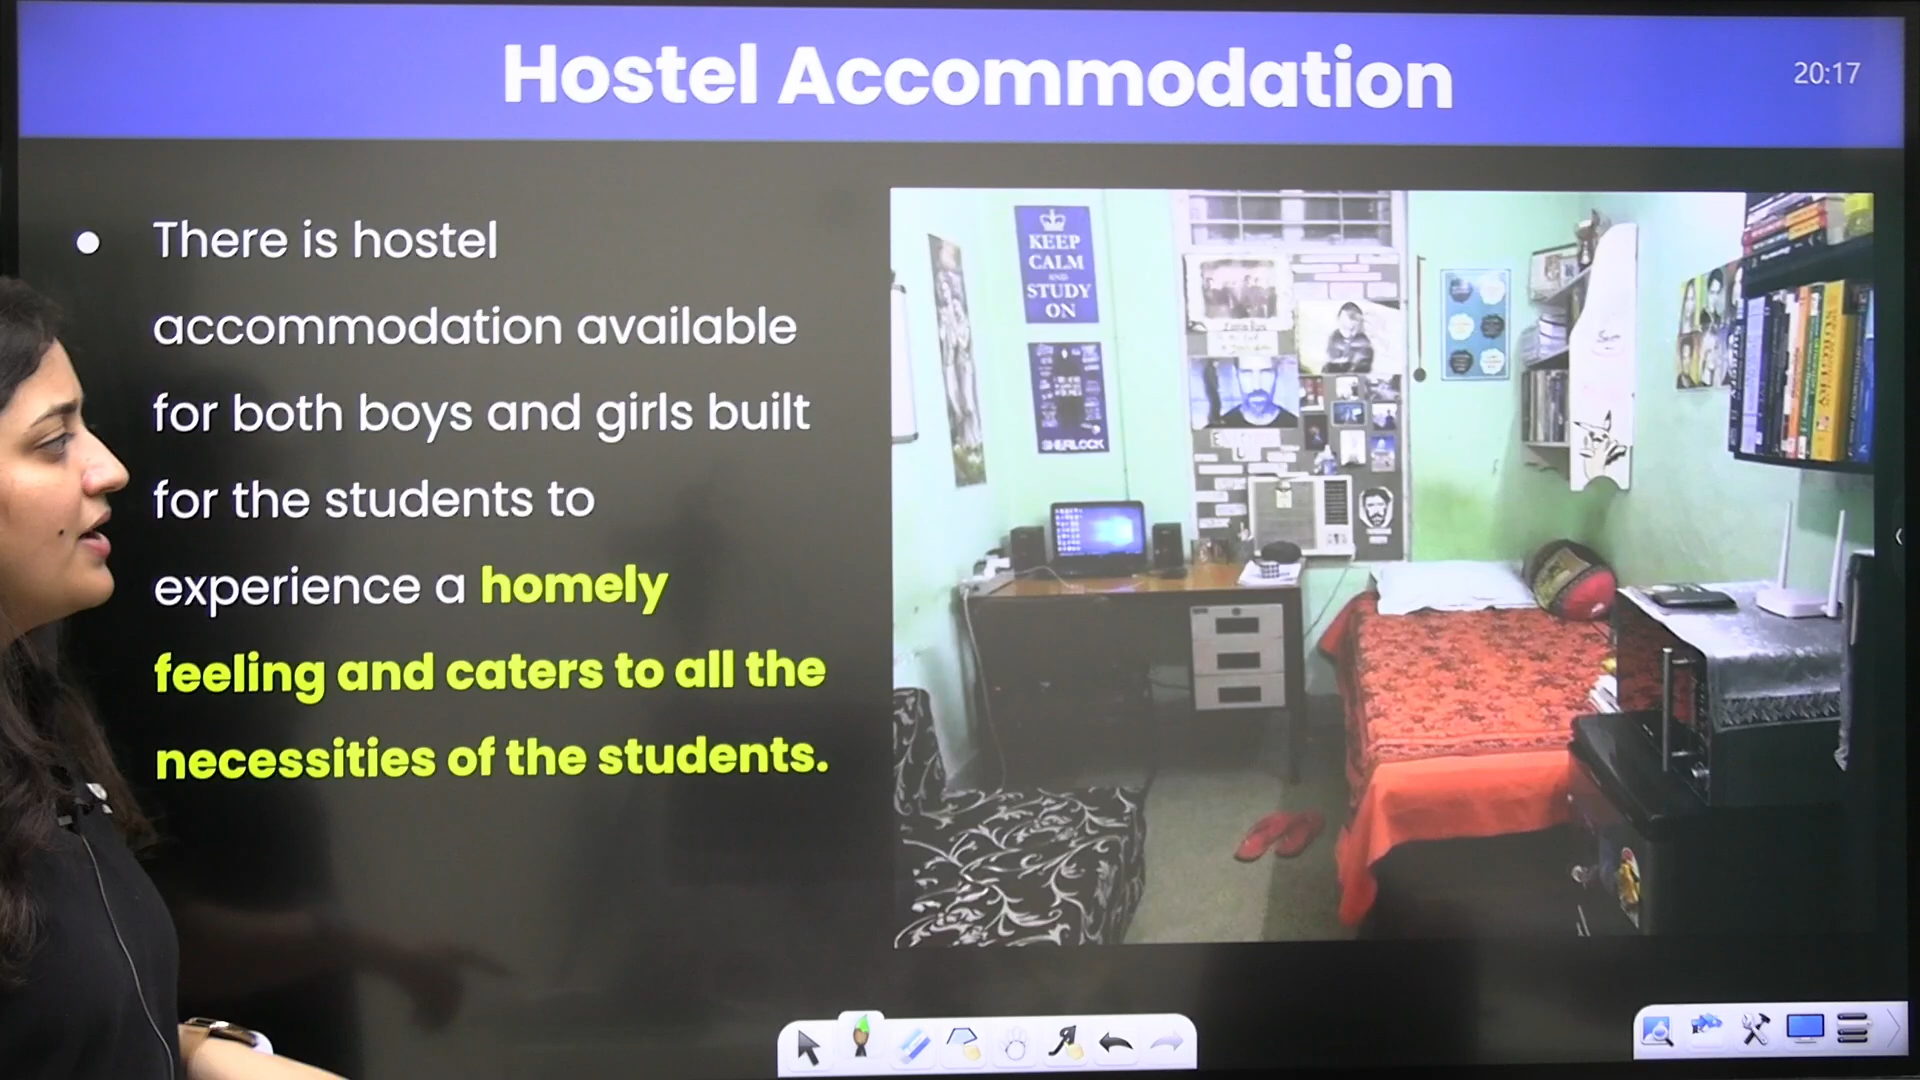 Hostel Accommodation
20:17
There is hostel
accommodation available
for both boys and girls built
for the students to
experience a homely
feeling and caters to all the
necessities of the students.
KEEP
CALM
AND
STUDY
ON
SHERLOCK